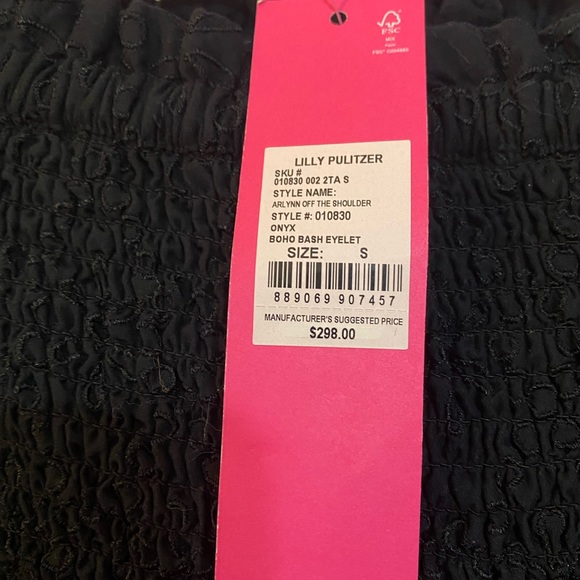 FSC
MIX
LILLY PULITZER
SKU #
010830 002 2TA S
STYLE NAME:
ARLYNN OFF THE SHOULDER
STYLE #: 010830
ONYX
BOHO BASH EYELET
SIZE: S
889069 907457
MANUFACTURER'S SUGGESTED PRICE
$298.00